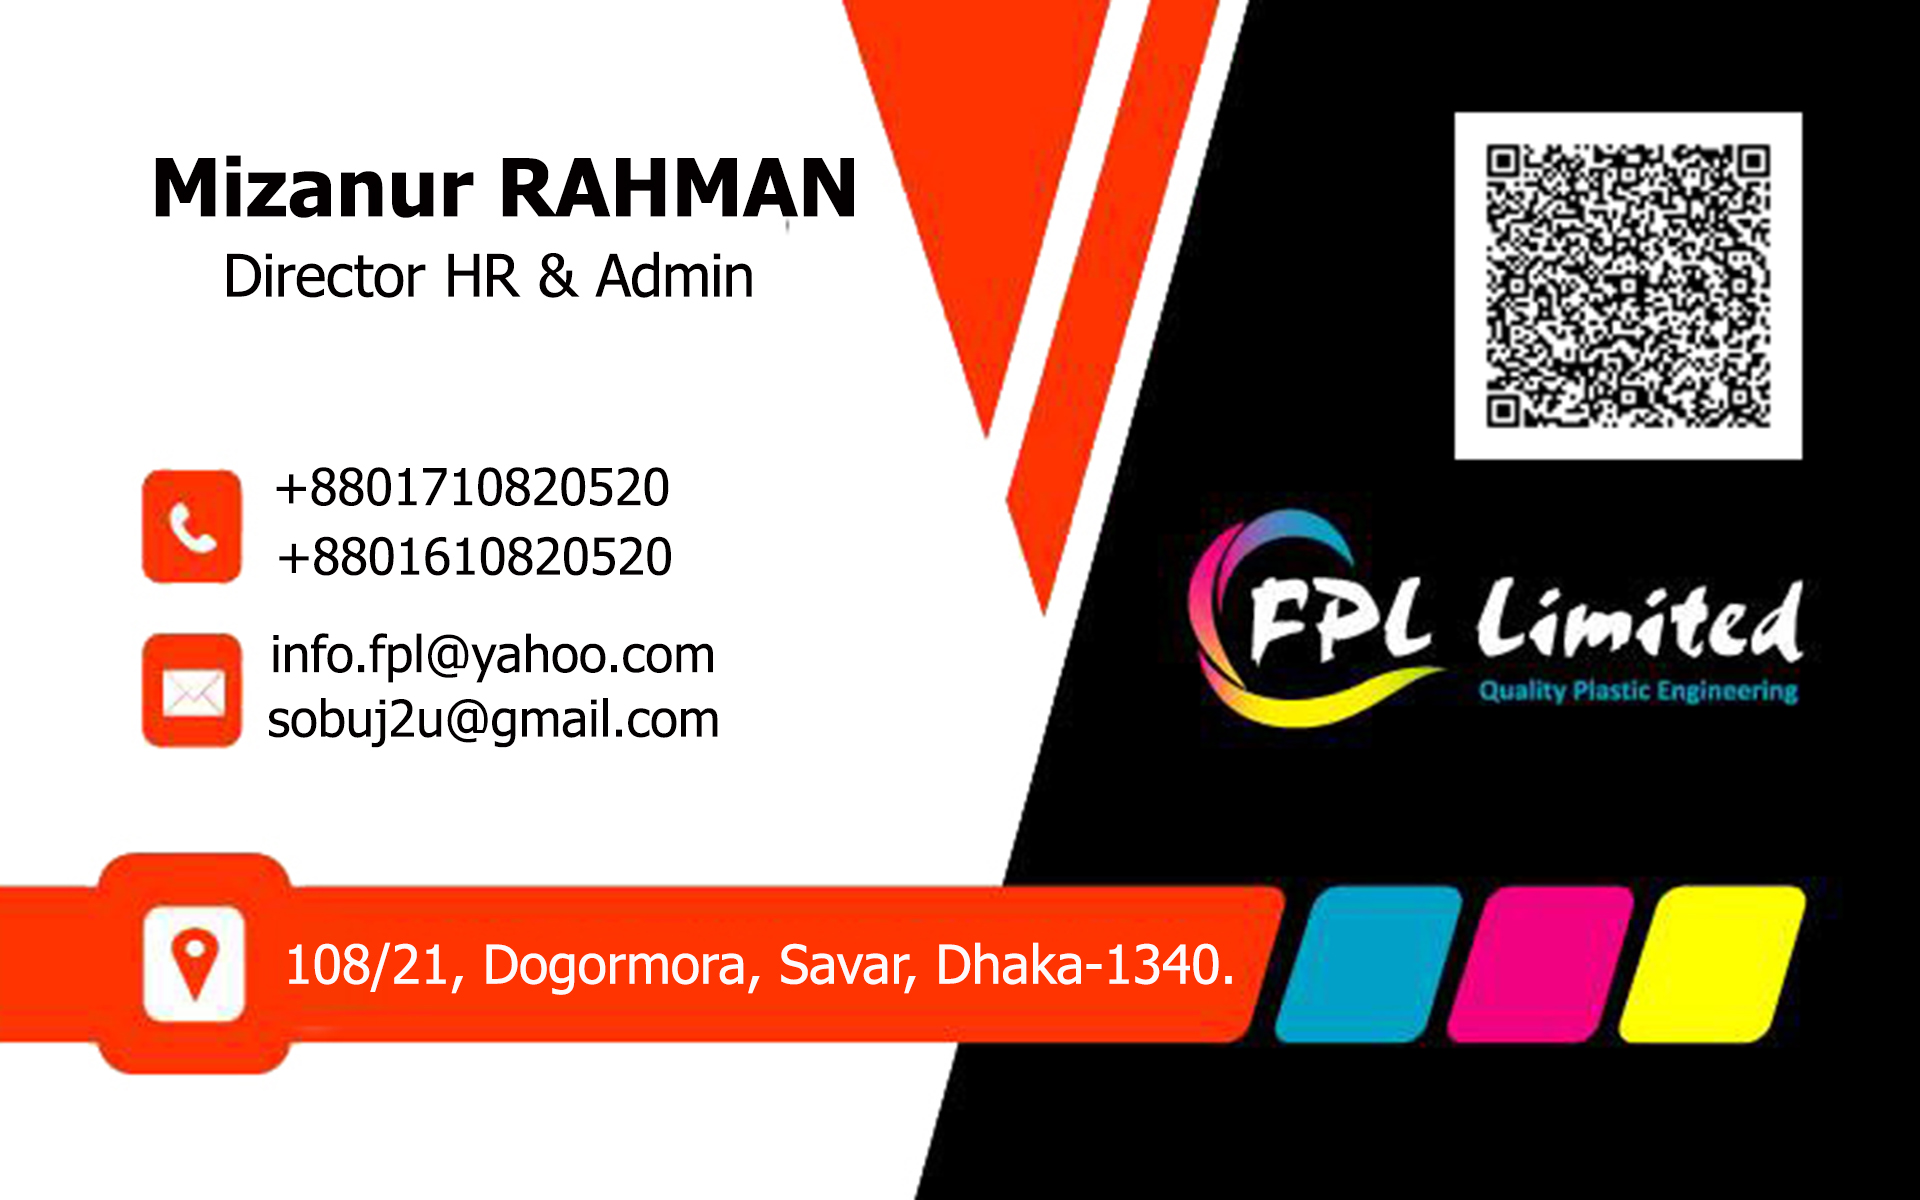 Mizanur RAHMAN
Director HR & Admin
+8801710820520
+8801610820520
info.fpl@yahoo.com
sobuj2u@gmail.com
FPL Limited
Quality Plastic Engineering
108/21, Dogormora, Savar, Dhaka-1340.